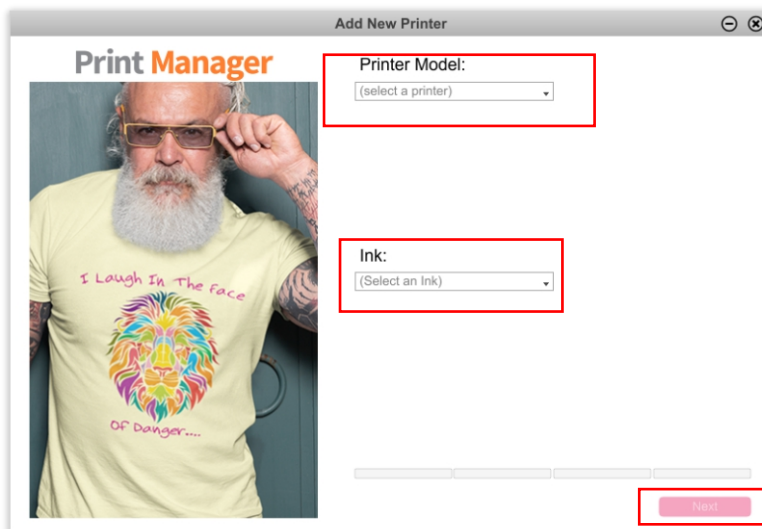 Add New Printer
Print Manager
Printer Model:
(select a printer)
I Laugh In The Face
Of Danger....
Ink:
(Select an Ink)
Next